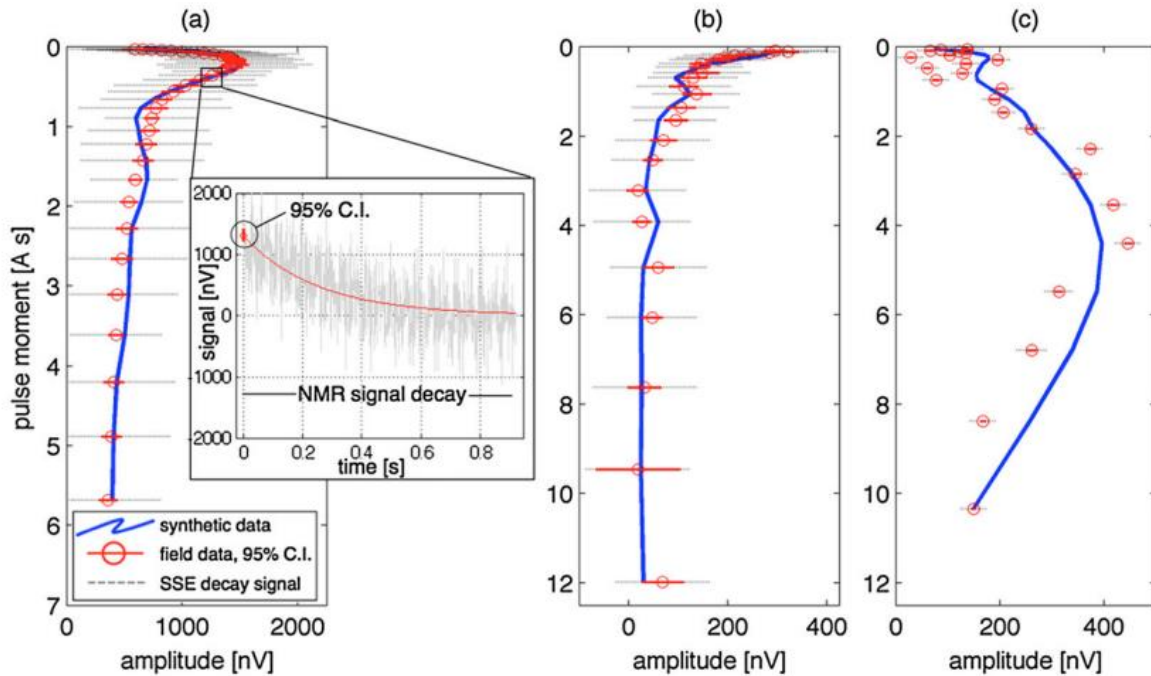 (a)
(b)
(c)
pulse moment [A s]
0
1
2
3
4
5
6
7
0
1000
2000
amplitude [nV]
95% C.I.
signal [nV]
2000
1000
0
-1000
-2000
NMR signal decay
0
0.2
0.4
0.6
0.8
time [s]
synthetic data
field data, 95% C.I.
SSE decay signal
0
2
4
6
8
10
12
0
200
400
amplitude [nV]
0
2
4
6
8
10
12
0
200
400
amplitude [nV]